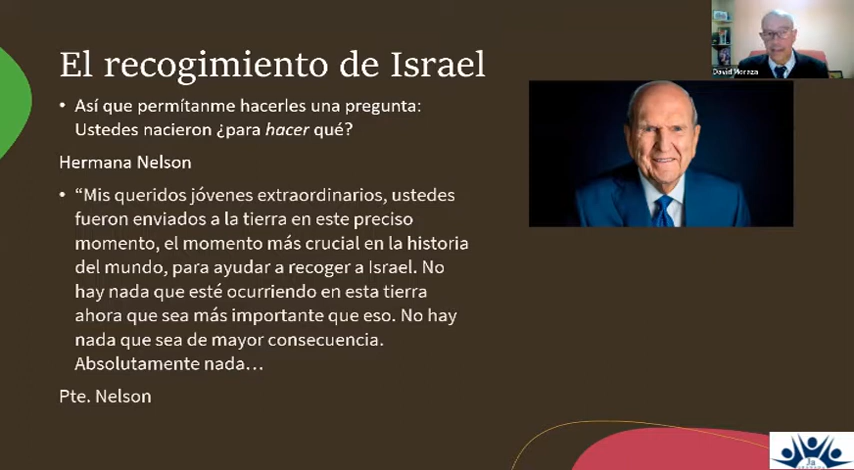 El recogimiento de Israel
• Así que permítanme hacerles una pregunta:
Ustedes nacieron ¿para hacer qué?
Hermana Nelson
• “Mis queridos jóvenes extraordinarios, ustedes
fueron enviados a la tierra en este preciso
momento, el momento más crucial en la historia
del mundo, para ayudar a recoger a Israel. No
hay nada que esté ocurriendo en esta tierra
ahora que sea más importante que eso. No hay
nada que sea de mayor consecuencia.
Absolutamente nada…
Pte. Nelson
David Moraza